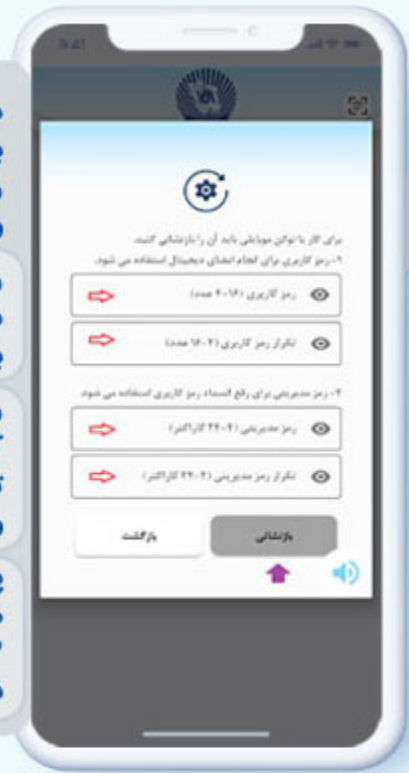 9:41
برای کار با توکن موبایلی باید آن را بازنشانی کنید.
۱- رمز کاربری برای انجام امضای دیجیتال استفاده می شود.
رمز کاربری (۱۶-۴ عدد)
تکرار رمز کاربری (۴-۱۶ عدد)
۲- رمز مدیریتی برای رفع انسداد رمز کاربری استفاده می شود.
رمز مدیریتی (۴-۲۴ کاراکتر)
تکرار رمز مدیریتی (۴-۲۴ کاراکتر)
بازنشانی
بازگشت